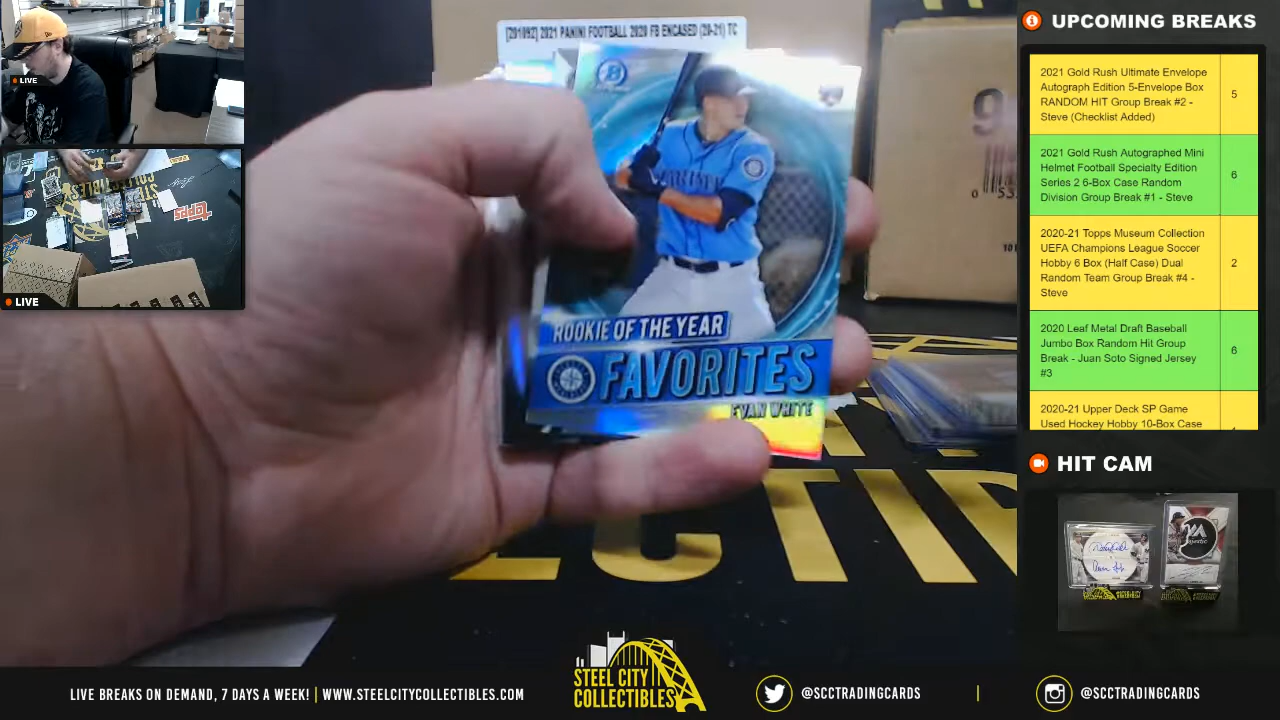 LIVE
LIVE
topps
[201092] 2021 PANINI FOOTBALL 2020 FB ENCASED (20-21) TC
B
ROOKIE OF THE YEAR
FAVORITES
EVAN WHITE
9
0 53
UPCOMING BREAKS
2021 Gold Rush Ultimate Envelope
Autograph Edition 5-Envelope Box
RANDOM HIT Group Break #2 -
Steve (Checklist Added)
5
2021 Gold Rush Autographed Mini
Helmet Football Specialty Edition
Series 2 6-Box Case Random
Division Group Break #1 - Steve
6
2020-21 Topps Museum Collection
UEFA Champions League Soccer
Hobby 6 Box (Half Case) Dual
Random Team Group Break #4 -
Steve
2
2020 Leaf Metal Draft Baseball
Jumbo Box Random Hit Group
Break - Juan Soto Signed Jersey
#3
6
2020-21 Upper Deck SP Game
Used Hockey Hobby 10-Box Case
HIT CAM
Majestic
LIVE BREAKS ON DEMAND, 7 DAYS A WEEK! | WWW.STEELCITYCOLLECTIBLES.COM
STEEL CITY
COLLECTIBLES
@SCCTRADINGCARDS
|
@SCCTRADINGCARDS